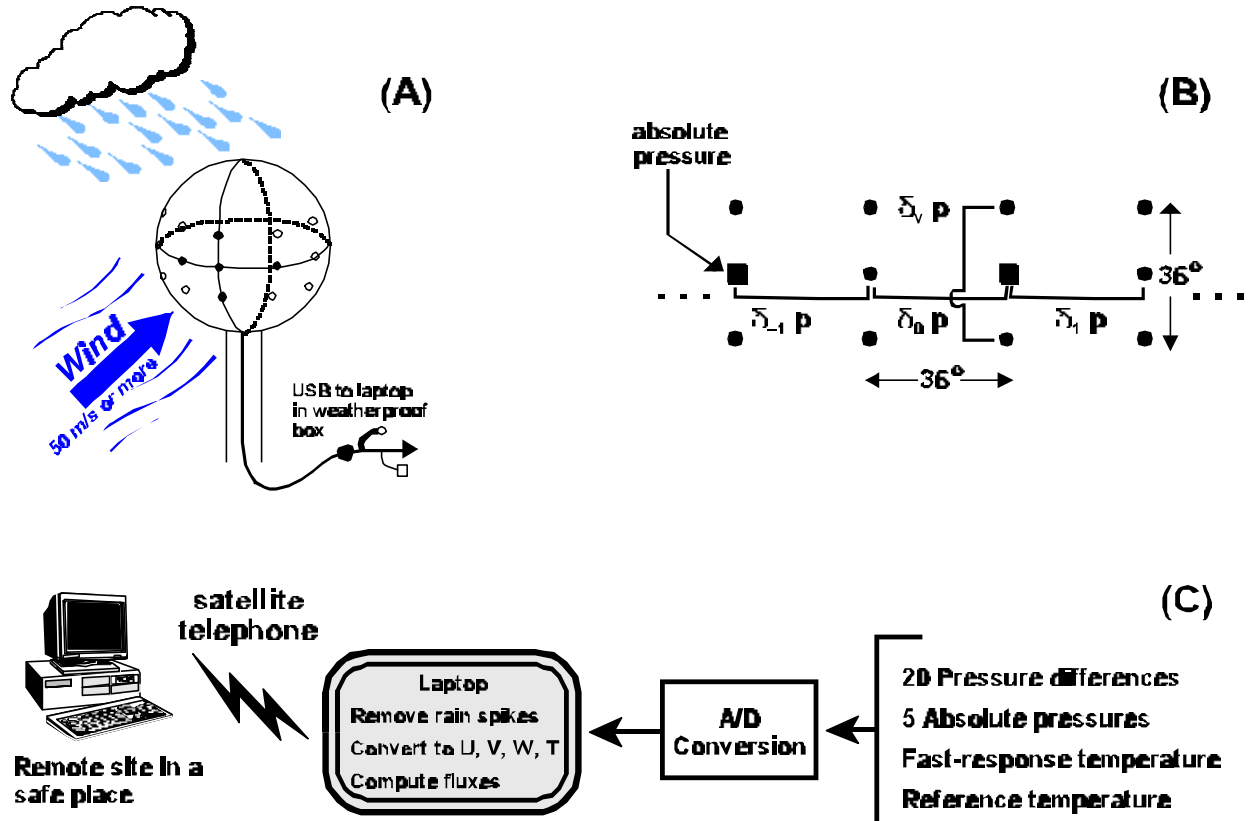 (A)
Wind
50 m/s or more
USB to laptop
in weatherproof
box
(B)
absolute
pressure
δv p
36°
δ–1 p
δ0 p
δ1 p
36°
(C)
satellite
telephone
Remote site in a
safe place
Laptop
Remove rain spikes
Convert to U, V, W, T
Compute fluxes
A/D
Conversion
20 Pressure differences
5 Absolute pressures
Fast-response temperature
Reference temperature